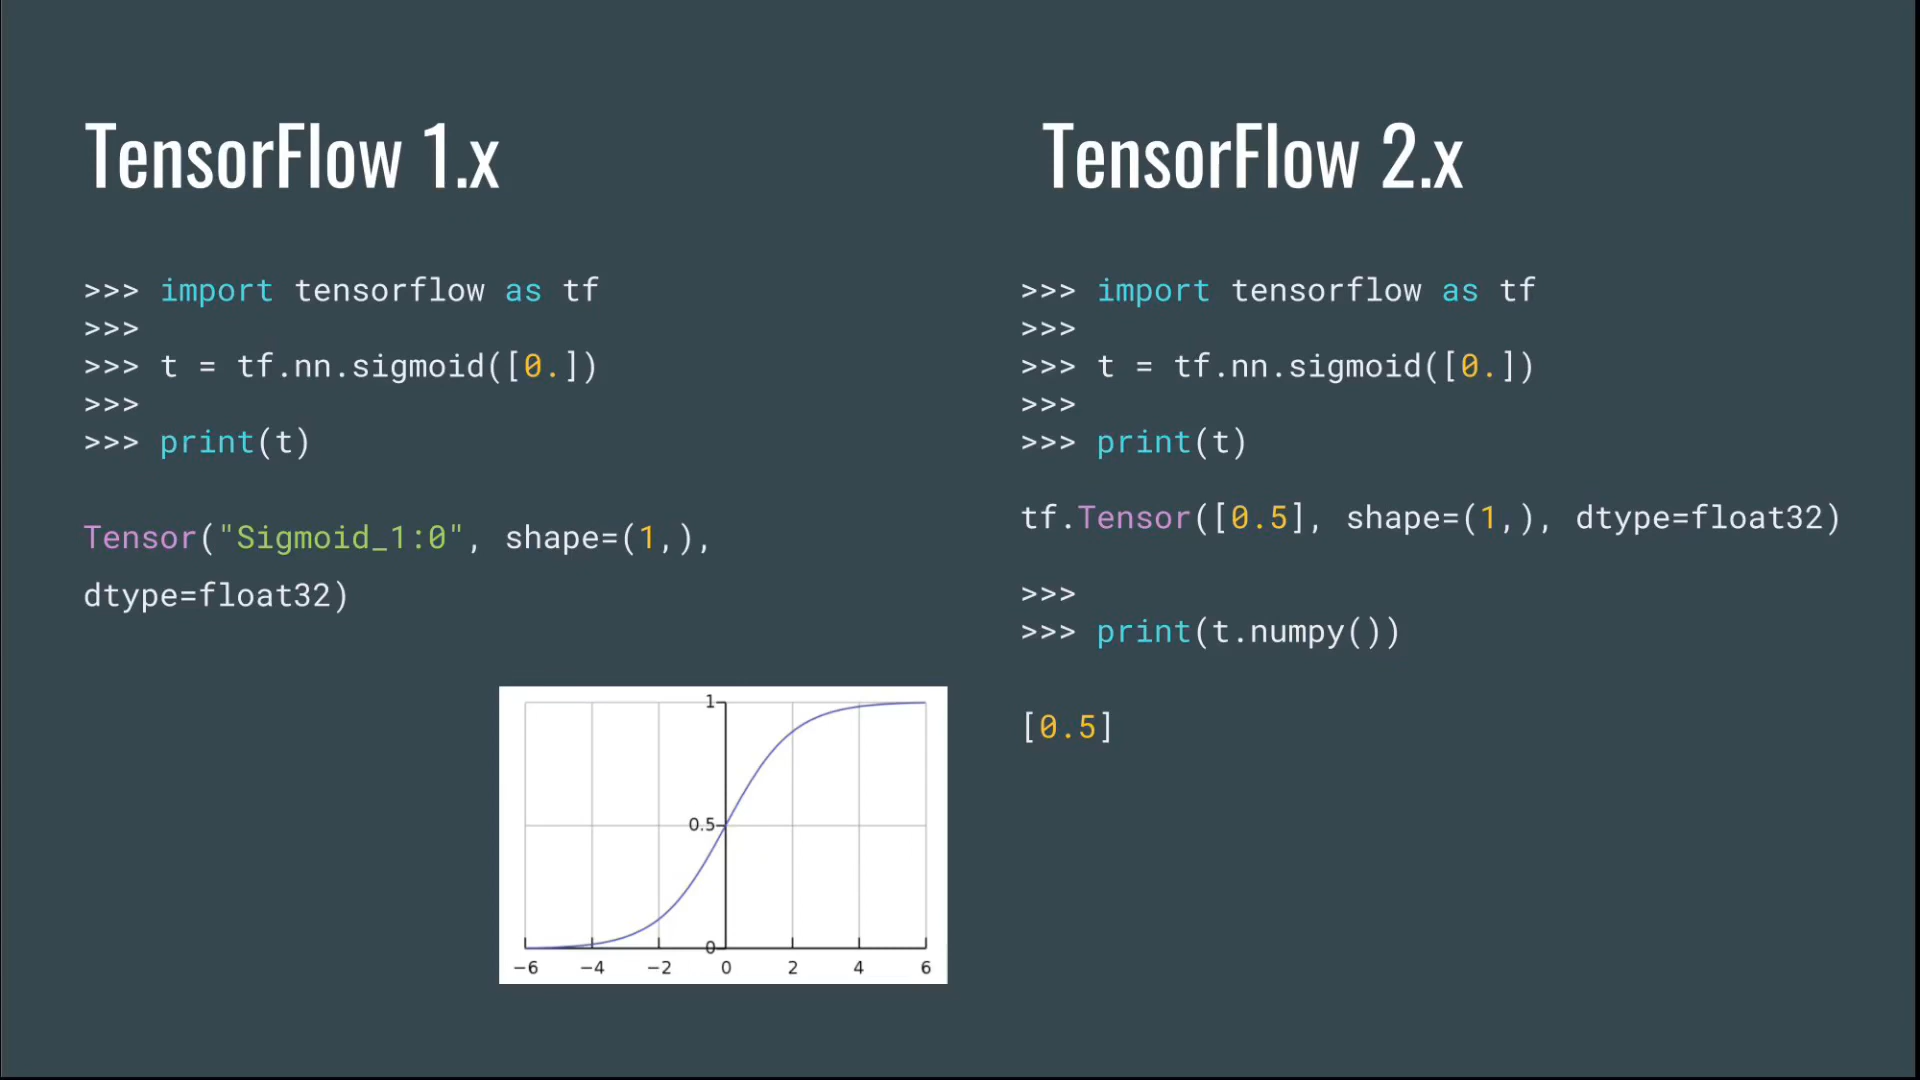 TensorFlow 1.x
>>> import tensorflow as tf
>>>
>>> t = tf.nn.sigmoid([0.])
>>>
>>> print(t)
Tensor("Sigmoid_1:0", shape=(1,),
dtype=float32)
1
0.5
0
−6 −4 −2 0 2 4 6
TensorFlow 2.x
>>> import tensorflow as tf
>>>
>>> t = tf.nn.sigmoid([0.])
>>>
>>> print(t)
tf.Tensor([0.5], shape=(1,), dtype=float32)
>>>
>>> print(t.numpy())
[0.5]